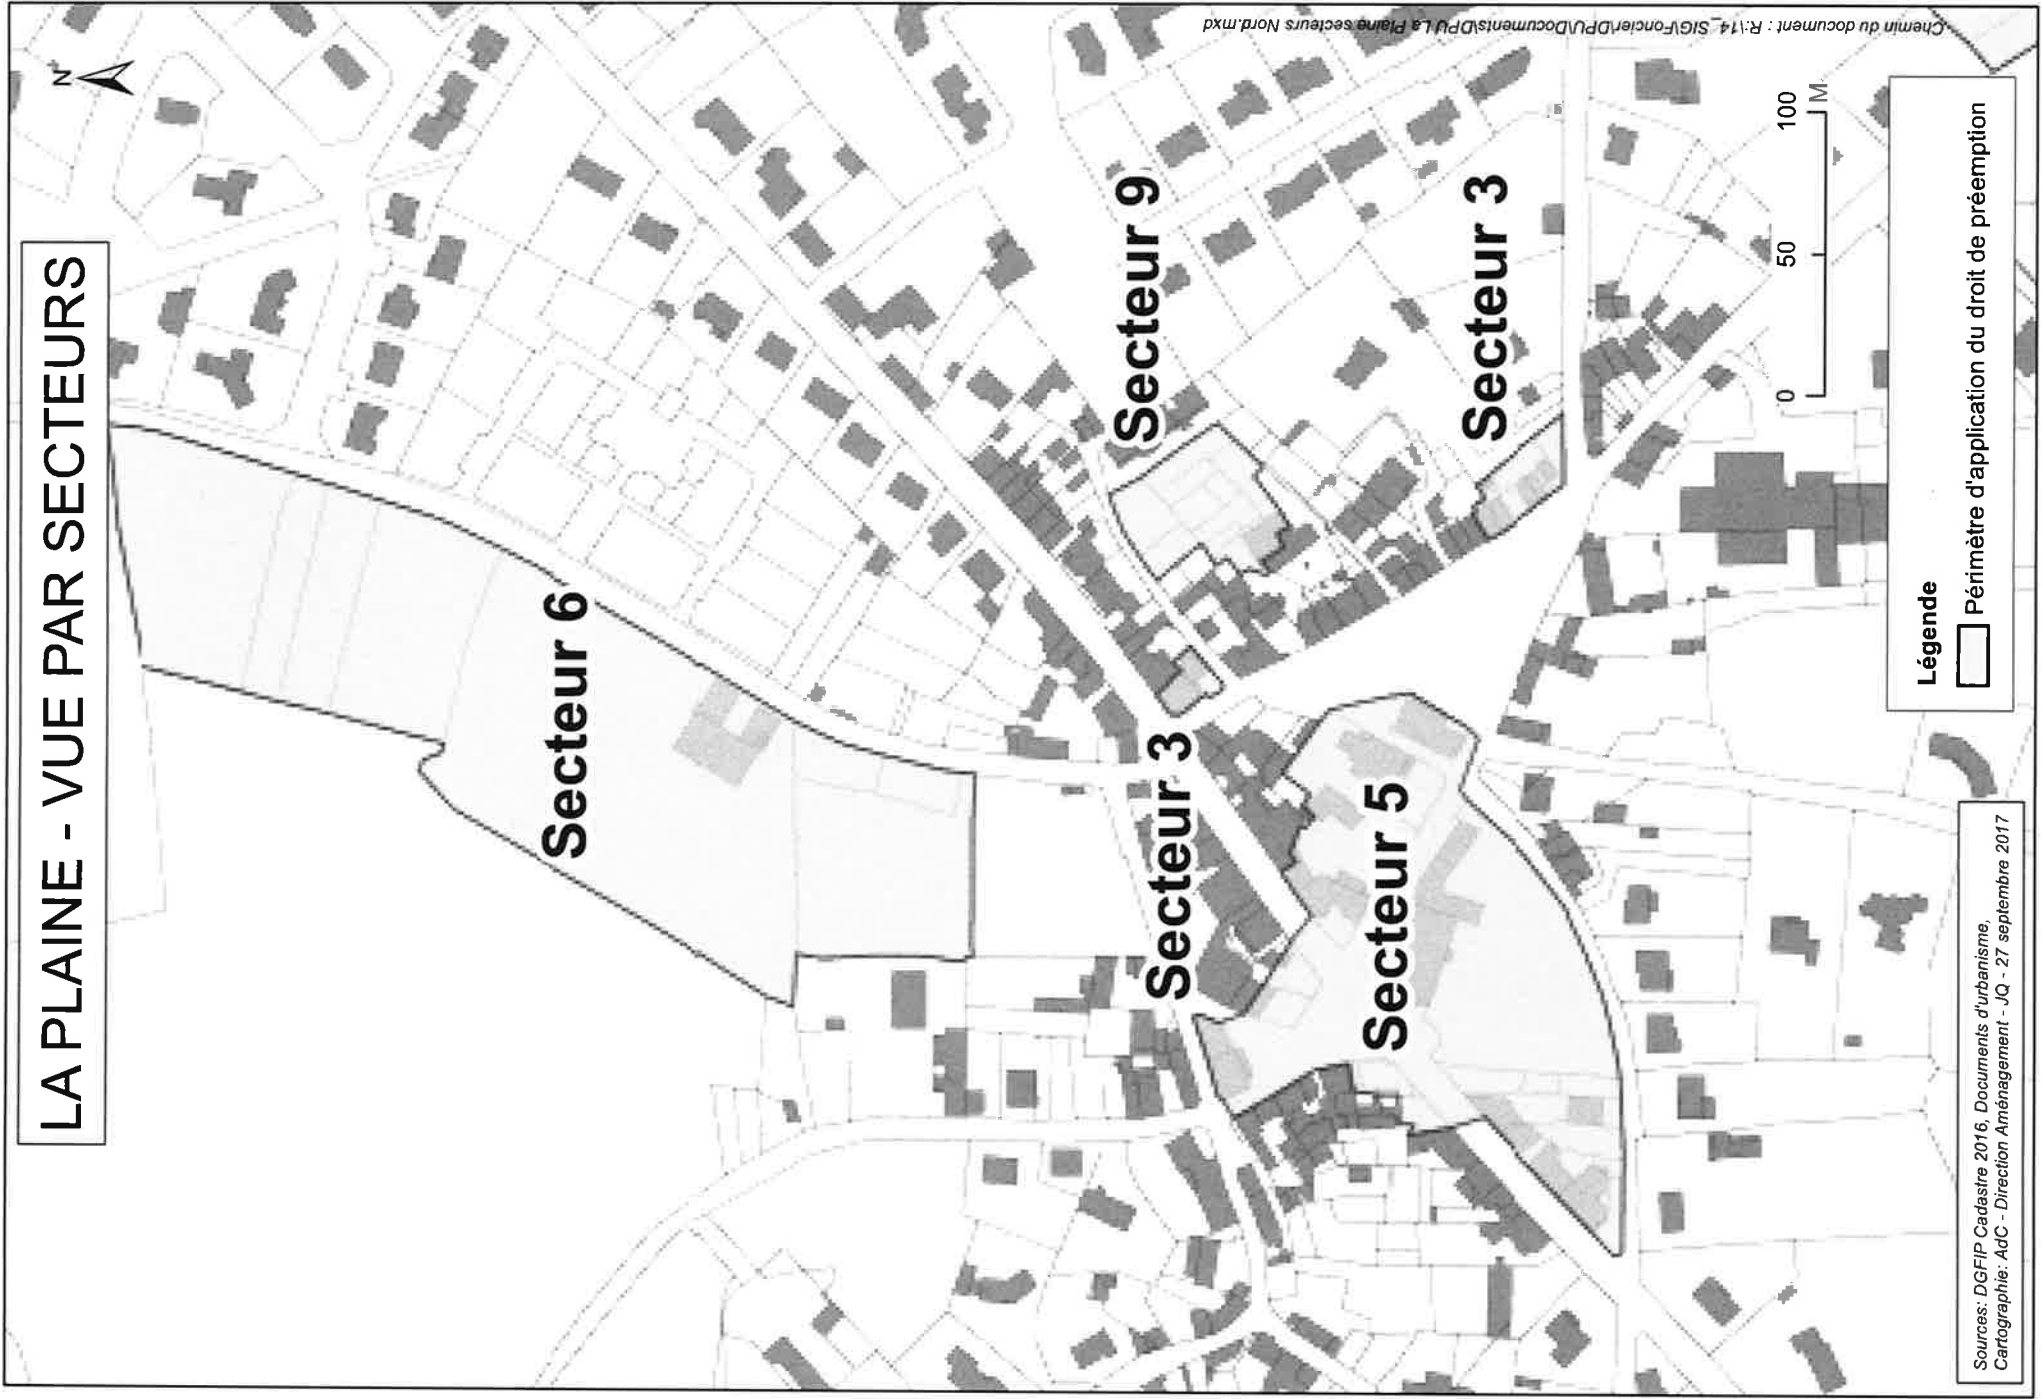 LA PLAINE - VUE PAR SECTEURS
N
Chemin du document : R:\14_SIG\Foncier\DPU\Documents\DPU La Plaine secteurs Nord.mxd
Secteur 6
Secteur 9
Secteur 3
Secteur 3
Secteur 5
0 50 100
M
Légende
Périmètre d'application du droit de préemption
Sources: DGFIP Cadastre 2016, Documents d'urbanisme,
Cartographie: AdC - Direction Aménagement - JQ - 27 septembre 2017